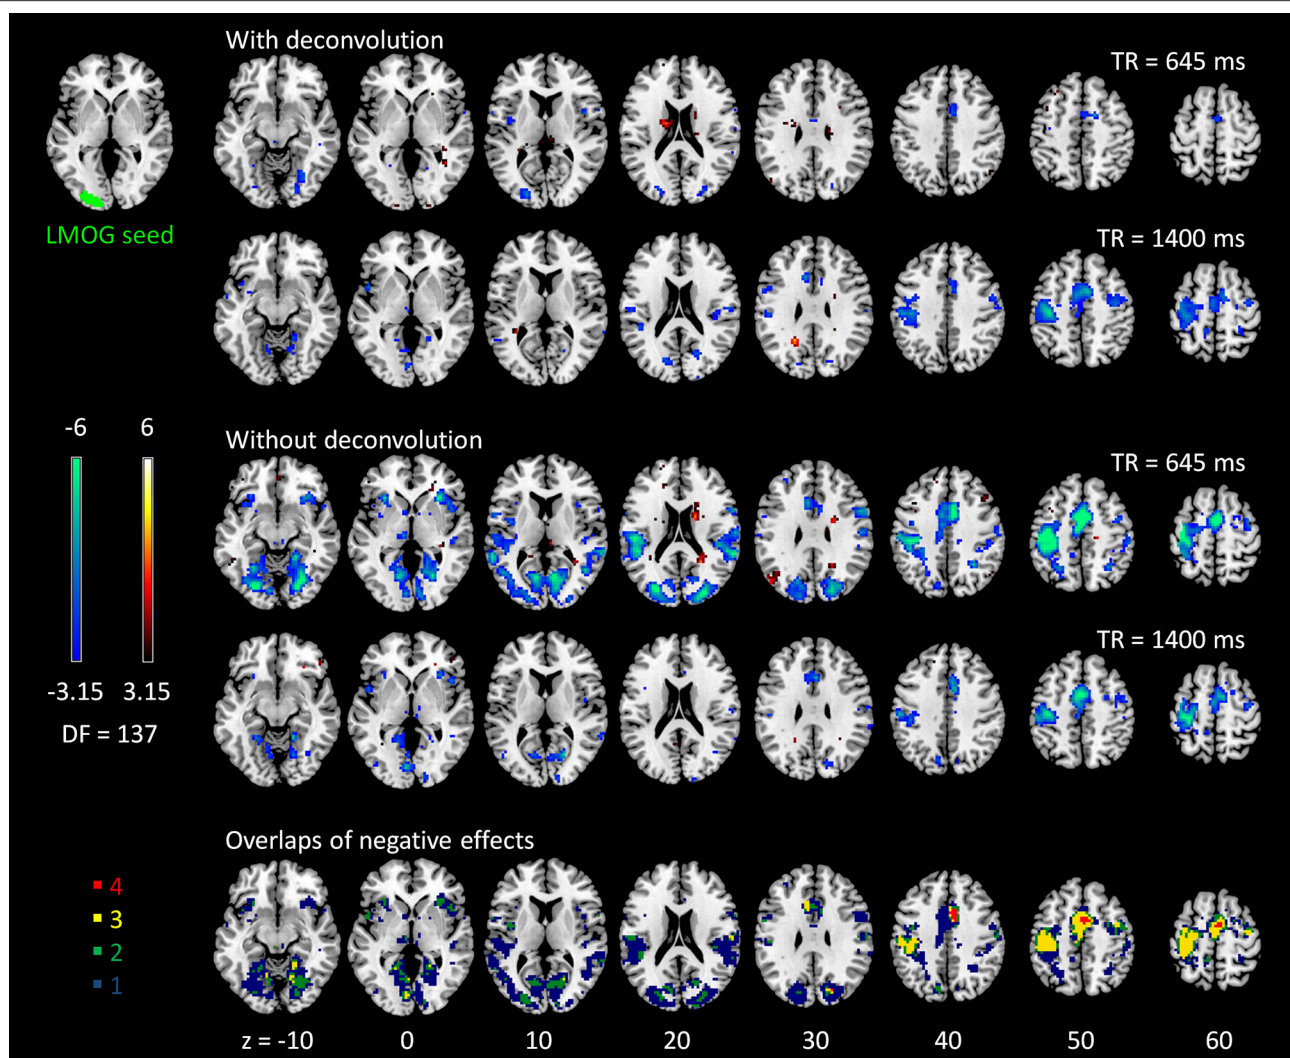 With deconvolution
TR = 645 ms
LMOG seed
TR = 1400 ms
-6 6
Without deconvolution
TR = 645 ms
-3.15 3.15
DF = 137
TR = 1400 ms
Overlaps of negative effects
4
3
2
1
z = -10 0 10 20 30 40 50 60